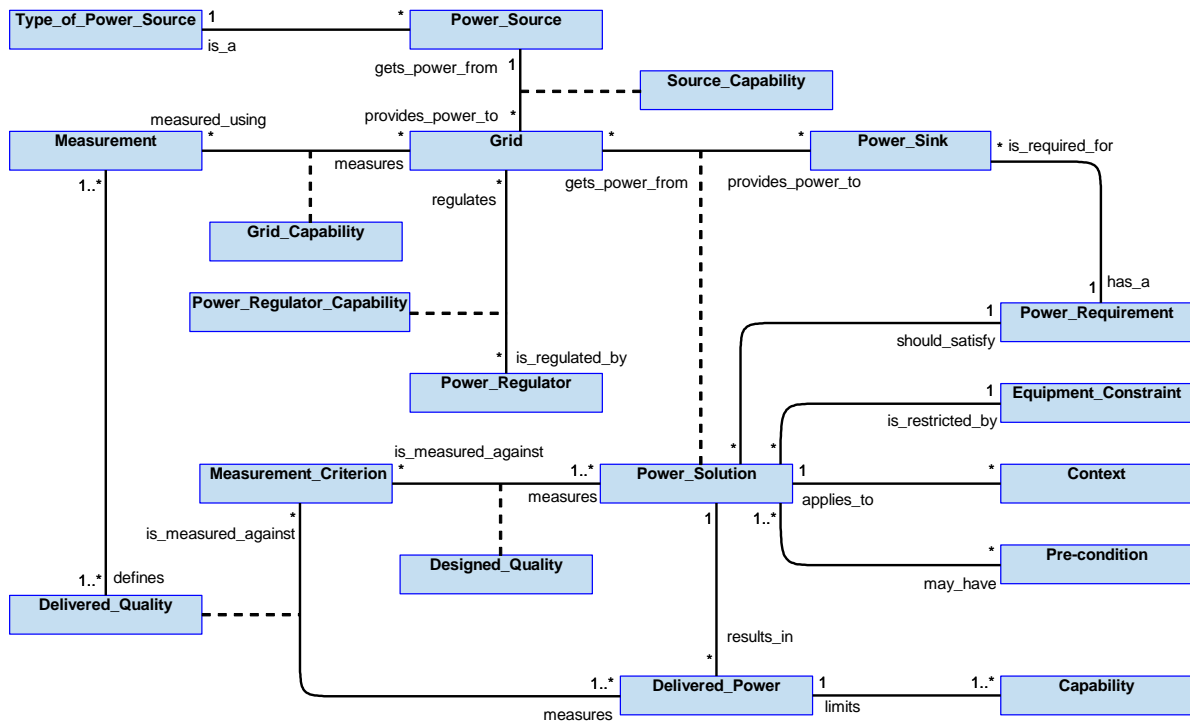 Type_of_Power_Source
1
*
Power_Source
is_a
gets_power_from
1
Source_Capability
measured_using
provides_power_to
*
Measurement
*
*
Grid
*
*
Power_Sink
* is_required_for
measures
gets_power_from
provides_power_to
1..*
*
regulates
Grid_Capability
Power_Regulator_Capability
has_a
1
1
Power_Requirement
should_satisfy
* is_regulated_by
Power_Regulator
1
Equipment_Constraint
is_restricted_by
is_measured_against
*
*
Measurement_Criterion
*
1..*
Power_Solution
1
*
Context
measures
applies_to
*
1
1..*
is_measured_against
Designed_Quality
*
Pre-condition
may_have
1..* defines
Delivered_Quality
results_in
*
1..*
Delivered_Power
1
1..*
Capability
measures
limits